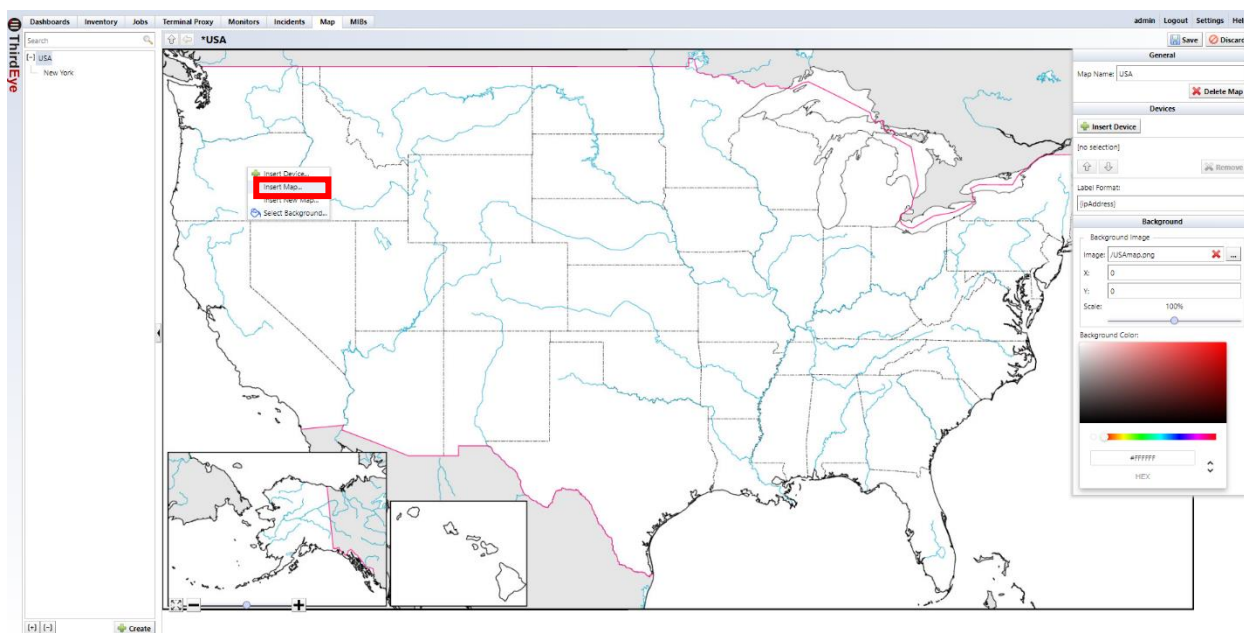 ThirdEye
Dashboards Inventory Jobs Terminal Proxy Monitors Incidents Map MIBs
admin Logout Settings Hel
Search
*USA
Save Discard
[-] USA
New York
General
Map Name: USA
Delete Map
Devices
Insert Device
[no selection]
Remove
Label Format:
[ipAddress]
Insert Device...
Insert Map...
Insert New Map...
Select Background...
Background
Background Image
Image: /USAmap.png ...
X: 0
Y: 0
Scale: 100%
Background Color:
#FFFFFF
HEX
[+] [-] Create